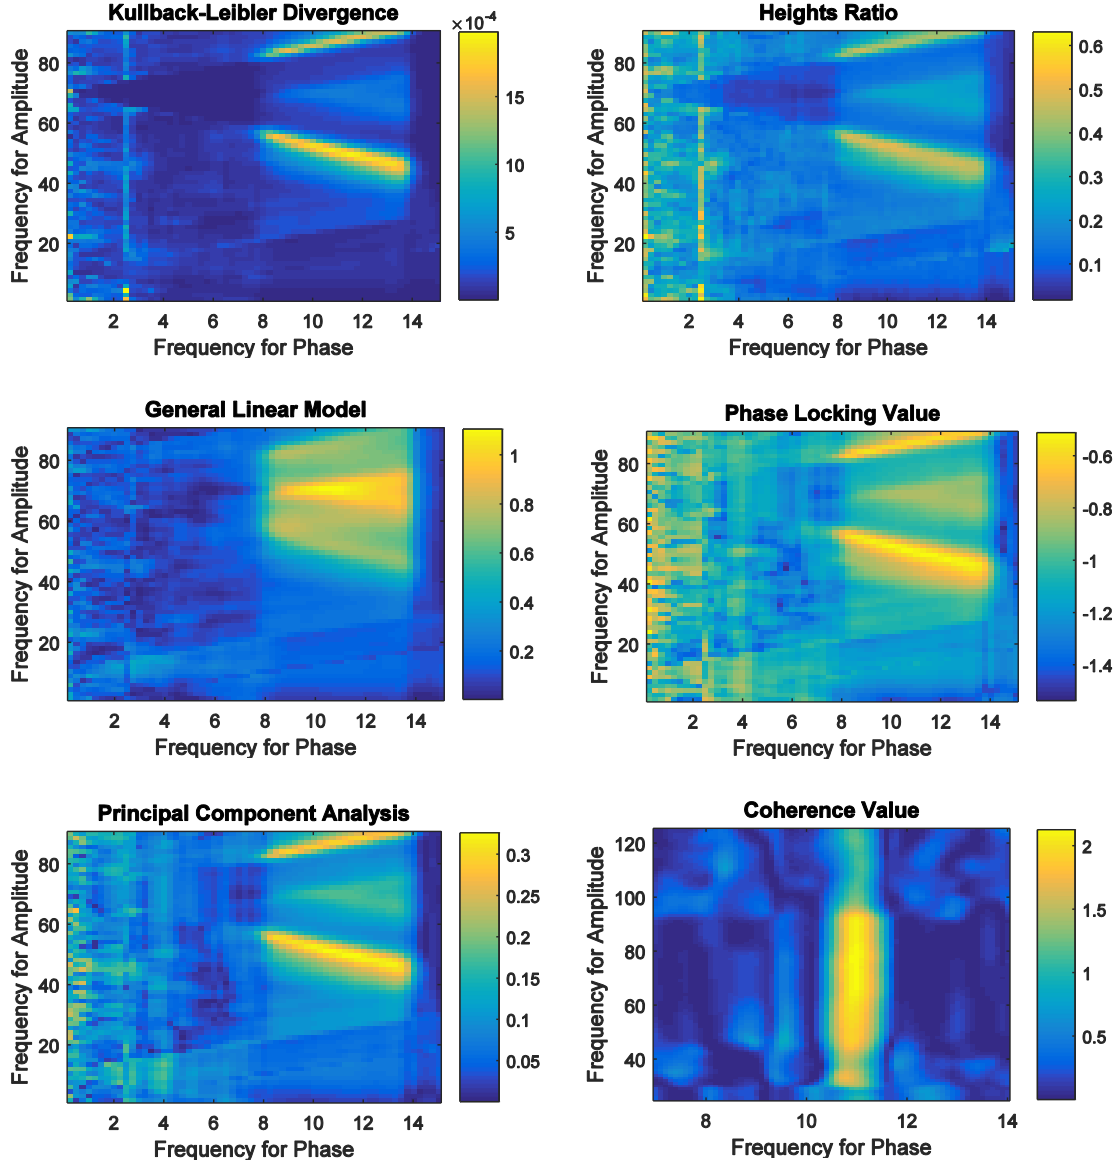 Kullback-Leibler Divergence
×10-4
Frequency for Amplitude
80
60
40
20
2 4 6 8 10 12 14
Frequency for Phase
15
10
5
Heights Ratio
Frequency for Amplitude
80
60
40
20
2 4 6 8 10 12 14
Frequency for Phase
0.6
0.5
0.4
0.3
0.2
0.1
General Linear Model
Frequency for Amplitude
80
60
40
20
2 4 6 8 10 12 14
Frequency for Phase
1
0.8
0.6
0.4
0.2
Phase Locking Value
Frequency for Amplitude
80
60
40
20
2 4 6 8 10 12 14
Frequency for Phase
-0.6
-0.8
-1
-1.2
-1.4
Principal Component Analysis
Frequency for Amplitude
80
60
40
20
2 4 6 8 10 12 14
Frequency for Phase
0.3
0.25
0.2
0.15
0.1
0.05
Coherence Value
Frequency for Amplitude
120
100
80
60
40
8 10 12 14
Frequency for Phase
2
1.5
1
0.5